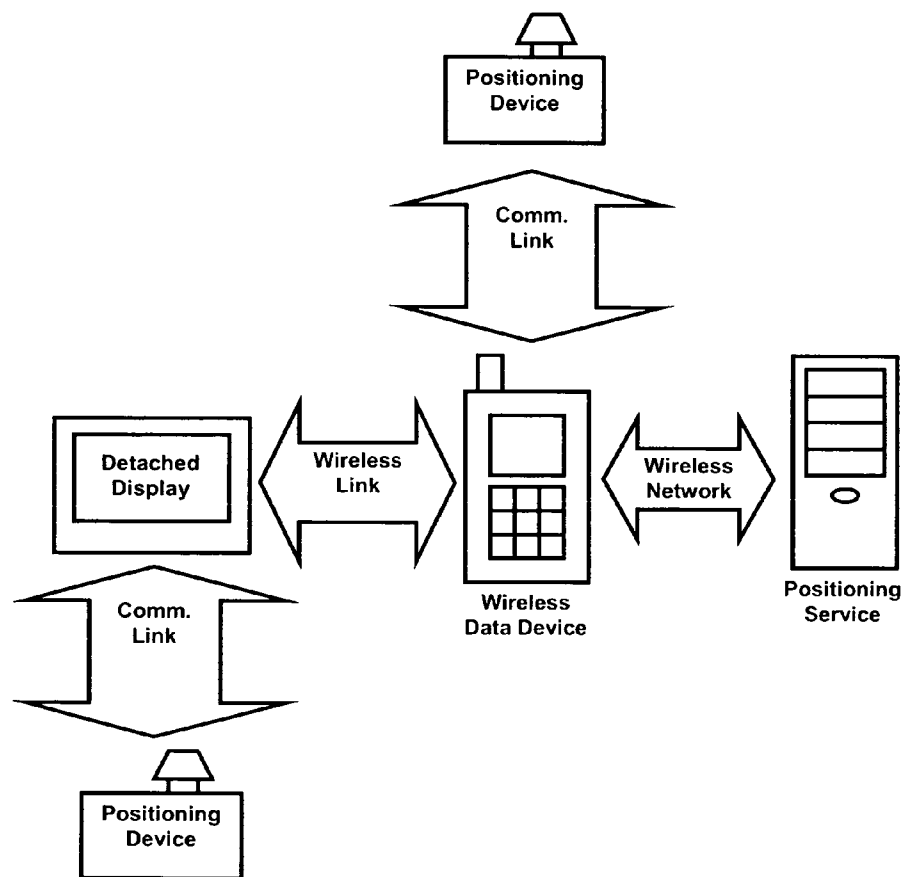 Positioning
Device
Comm.
Link
Detached
Display
Wireless
Link
Wireless
Network
Wireless
Data Device
Positioning
Service
Comm.
Link
Positioning
Device